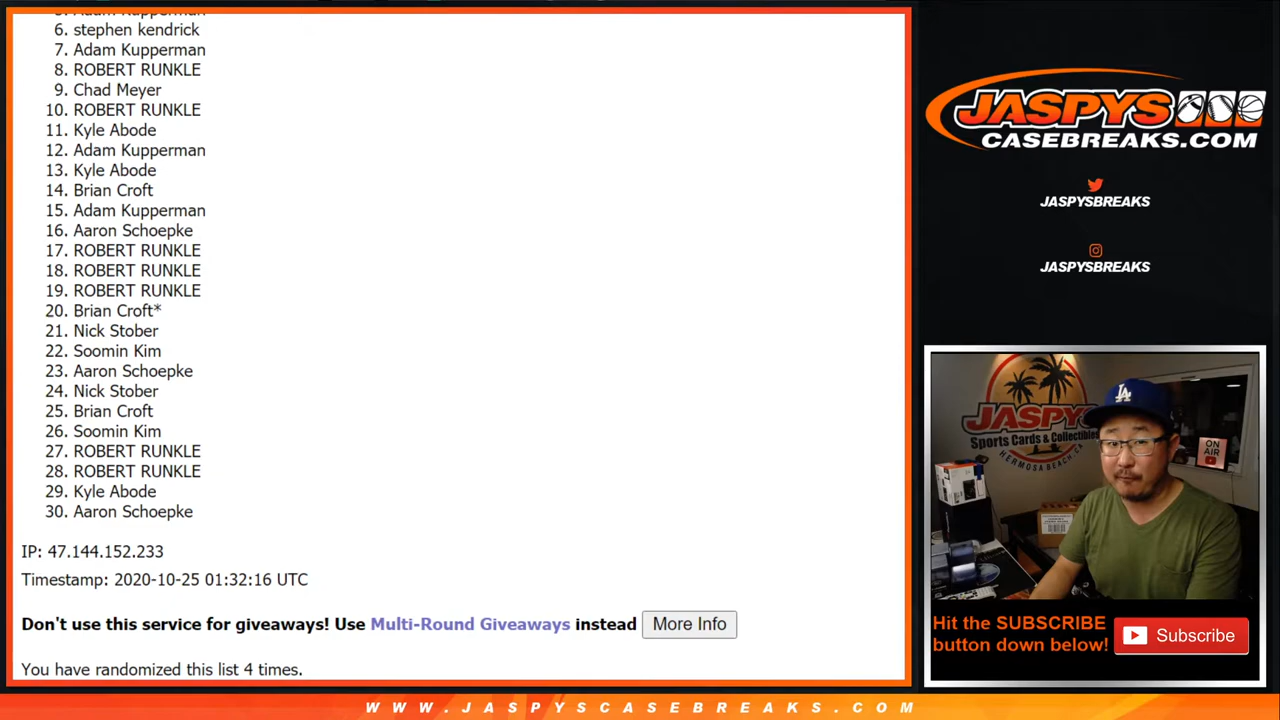 5. Adam Kupperman
6. stephen kendrick
7. Adam Kupperman
8. ROBERT RUNKLE
9. Chad Meyer
10. ROBERT RUNKLE
11. Kyle Abode
12. Adam Kupperman
13. Kyle Abode
14. Brian Croft
15. Adam Kupperman
16. Aaron Schoepke
17. ROBERT RUNKLE
18. ROBERT RUNKLE
19. ROBERT RUNKLE
20. Brian Croft*
21. Nick Stober
22. Soomin Kim
23. Aaron Schoepke
24. Nick Stober
25. Brian Croft
26. Soomin Kim
27. ROBERT RUNKLE
28. ROBERT RUNKLE
29. Kyle Abode
30. Aaron Schoepke
IP: 47.144.152.233
Timestamp: 2020-10-25 01:32:16 UTC
Don't use this service for giveaways! Use Multi-Round Giveaways instead More Info
You have randomized this list 4 times.
JASPYS
CASEBREAKS.COM
JASPYSBREAKS
JASPYSBREAKS
JASPYS
Sports Cards & Collectibles
HERMOSA BEACH, CA
LA
ON
AIR
Hit the SUBSCRIBE
button down below!
Subscribe
WWW.JASPYSCASEBREAKS.COM